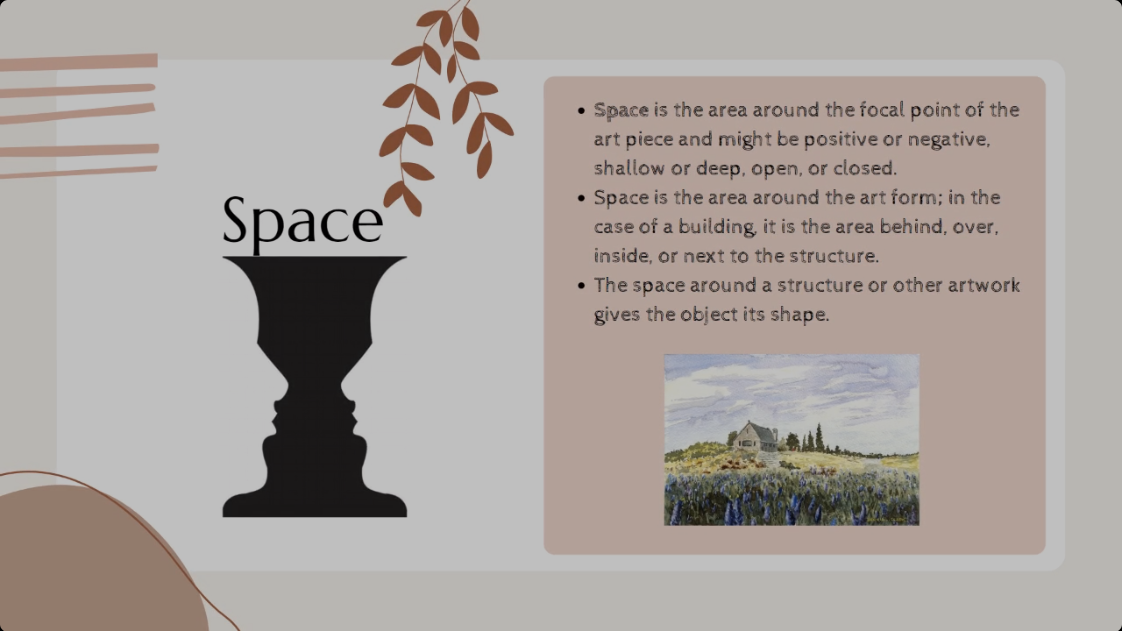 Space
• Space is the area around the focal point of the
art piece and might be positive or negative,
shallow or deep, open, or closed.
• Space is the area around the art form; in the
case of a building, it is the area behind, over,
inside, or next to the structure.
• The space around a structure or other artwork
gives the object its shape.